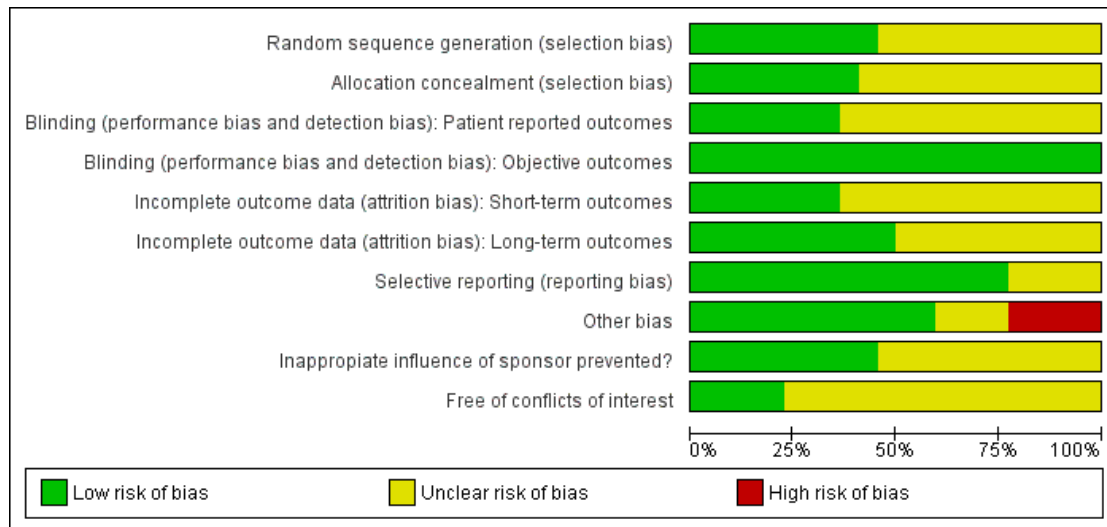 Random sequence generation (selection bias)
Allocation concealment (selection bias)
Blinding (performance bias and detection bias): Patient reported outcomes
Blinding (performance bias and detection bias): Objective outcomes
Incomplete outcome data (attrition bias): Short-term outcomes
Incomplete outcome data (attrition bias): Long-term outcomes
Selective reporting (reporting bias)
Other bias
Inappropiate influence of sponsor prevented?
Free of conflicts of interest
0% 25% 50% 75% 100%
Low risk of bias Unclear risk of bias High risk of bias